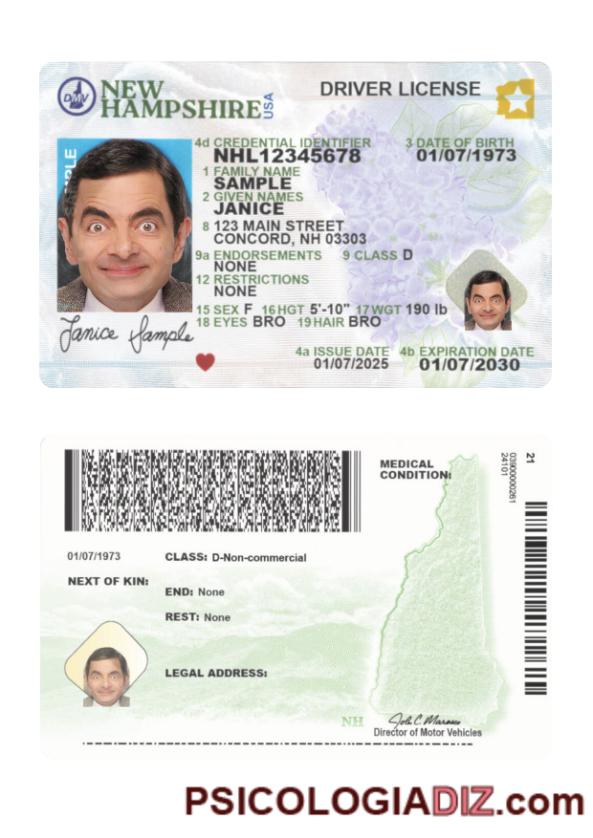 DMV
NEW
HAMPSHIRE USA
DRIVER LICENSE
4d CREDENTIAL IDENTIFIER
NHL12345678
3 DATE OF BIRTH
01/07/1973
1 FAMILY NAME
SAMPLE
2 GIVEN NAMES
JANICE
8 123 MAIN STREET
CONCORD, NH 03303
9a ENDORSEMENTS 9 CLASS D
NONE
12 RESTRICTIONS
NONE
15 SEX F 16 HGT 5'-10" 17 WGT 190 lb
18 EYES BRO 19 HAIR BRO
Janice Sample
4a ISSUE DATE
01/07/2025
4b EXPIRATION DATE
01/07/2030
MEDICAL
CONDITION:
21
03900000261
24101
01/07/1973
CLASS: D-Non-commercial
NEXT OF KIN:
END: None
REST: None
LEGAL ADDRESS:
NH
Director of Motor Vehicles
PSICOLOGIADIZ.com